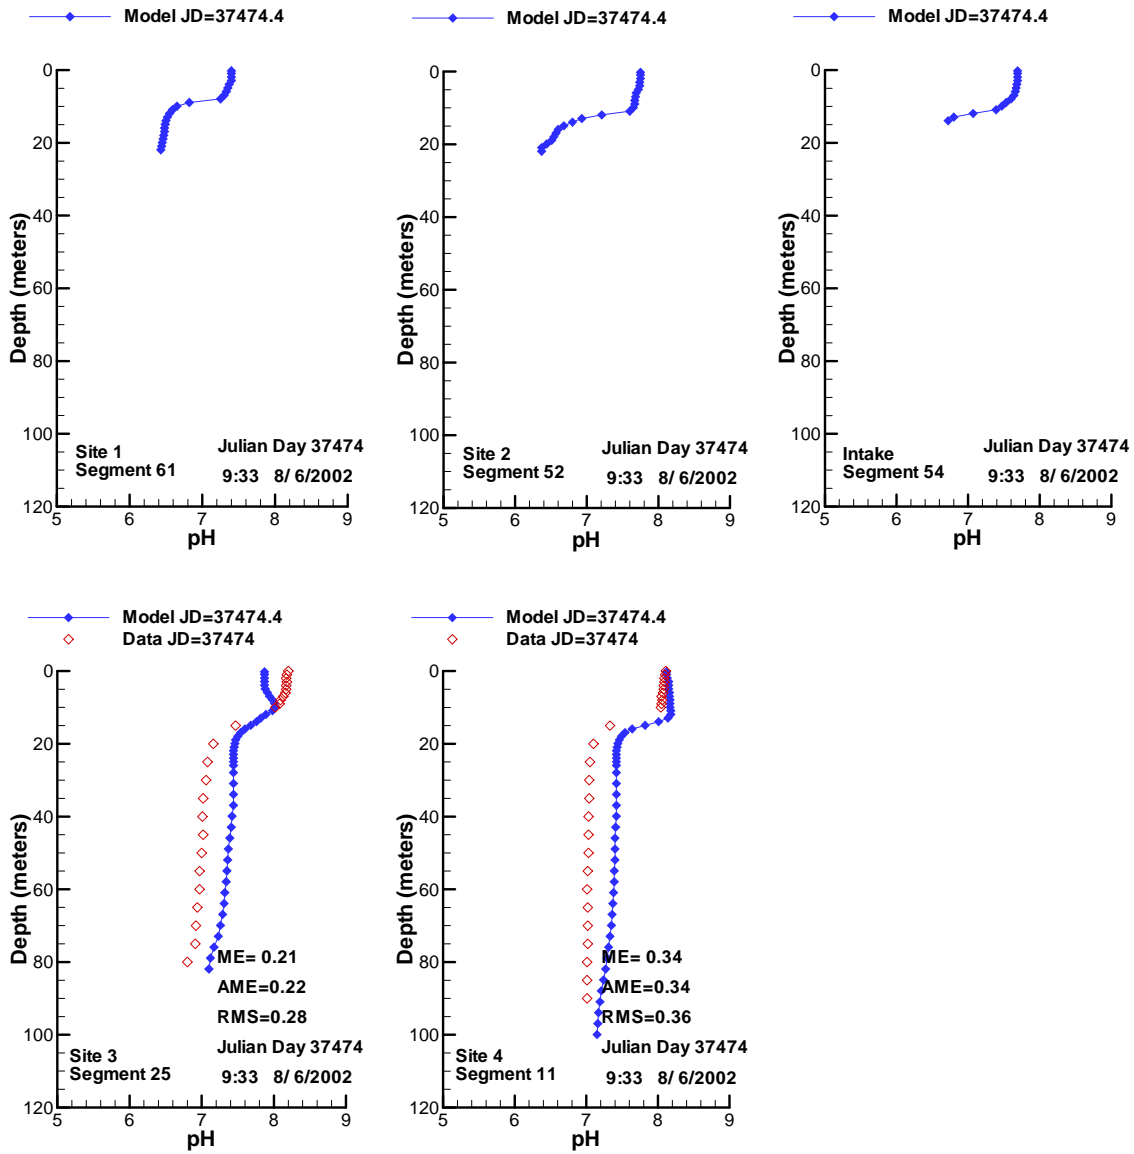 Model JD=37474.4
0
20
40
60
80
100
120
Depth (meters)
Site 1
Segment 61
Julian Day 37474
9:33 8/ 6/2002
5 6 7 8 9
pH
Model JD=37474.4
0
20
40
60
80
100
120
Depth (meters)
Site 2
Segment 52
Julian Day 37474
9:33 8/ 6/2002
5 6 7 8 9
pH
Model JD=37474.4
0
20
40
60
80
100
120
Depth (meters)
Intake
Segment 54
Julian Day 37474
9:33 8/ 6/2002
5 6 7 8 9
pH
Model JD=37474.4
Data JD=37474
0
20
40
60
80
100
120
Depth (meters)
ME= 0.21
AME=0.22
RMS=0.28
Site 3
Segment 25
Julian Day 37474
9:33 8/ 6/2002
5 6 7 8 9
pH
Model JD=37474.4
Data JD=37474
0
20
40
60
80
100
120
Depth (meters)
ME= 0.34
AME=0.34
RMS=0.36
Site 4
Segment 11
Julian Day 37474
9:33 8/ 6/2002
5 6 7 8 9
pH